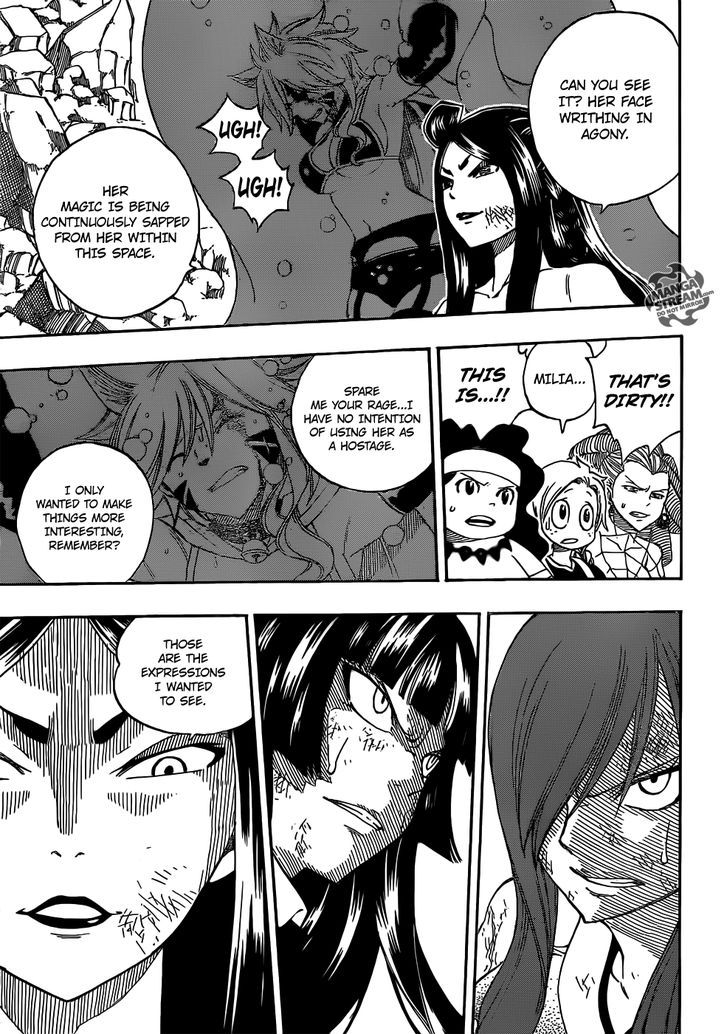 CAN YOU SEE
IT? HER FACE
WRITHING IN
AGONY.
UGH!
UGH!
HER
MAGIC IS BEING
CONTINUOUSLY SAPPED
FROM HER WITHIN
THIS SPACE.
MANGA
STREAM.com
DO NOT MIRROR
THAT'S
DIRTY!!
MILIA...
THIS
IS...!!
SPARE
ME YOUR RAGE...I
HAVE NO INTENTION
OF USING HER AS
A HOSTAGE.
I ONLY
WANTED TO MAKE
THINGS MORE
INTERESTING,
REMEMBER?
THOSE
ARE THE
EXPRESSIONS
I WANTED
TO SEE.